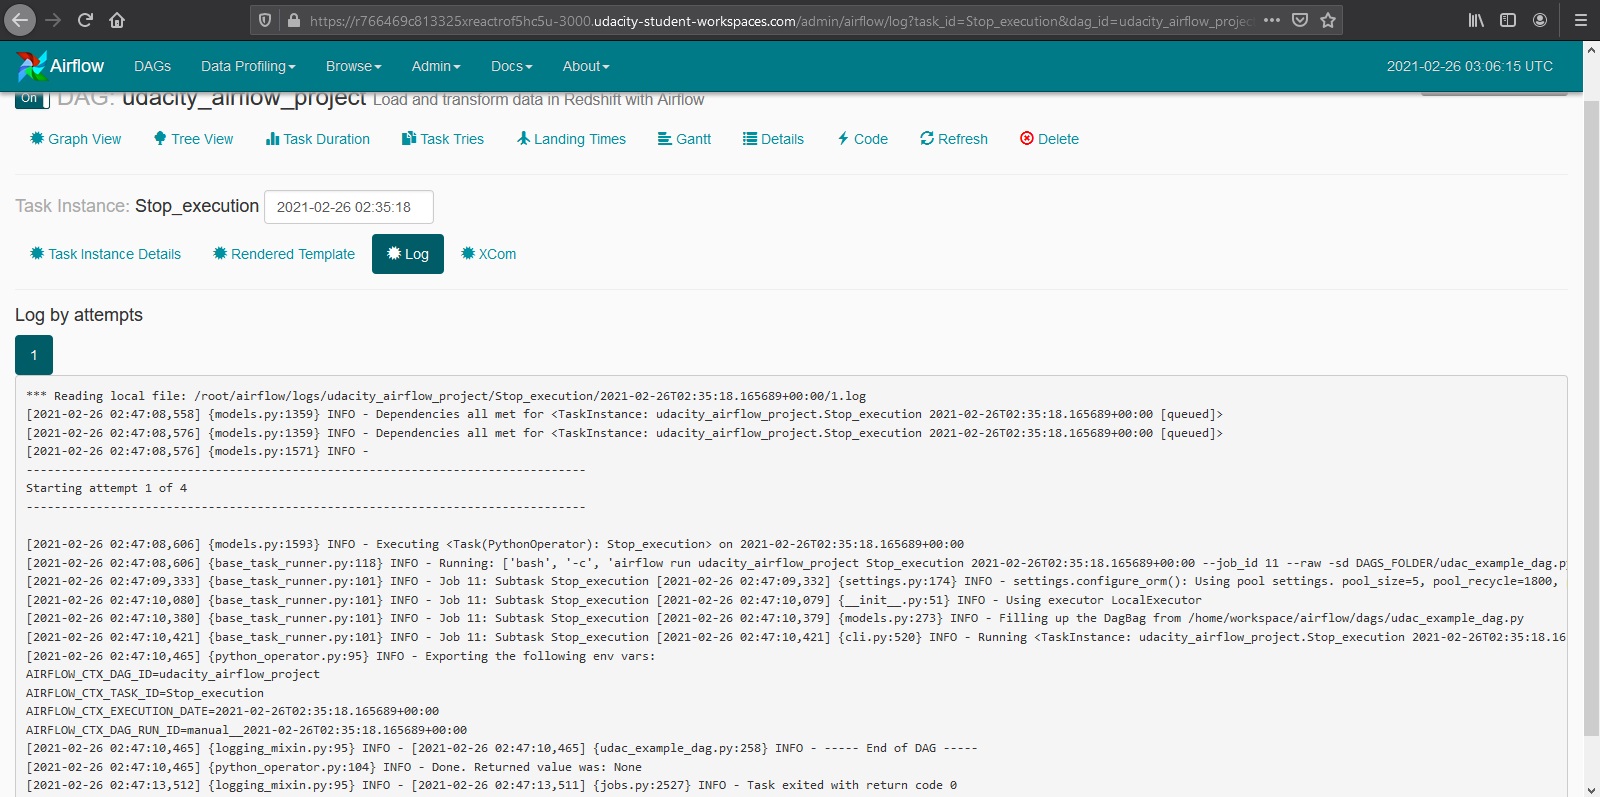 https://r766469c813325xreactrof5hc5u-3000.udacity-student-workspaces.com/admin/airflow/log?task_id=Stop_execution&dag_id=udacity_airflow_projec
Airflow DAGs Data Profiling Browse Admin Docs About 2021-02-26 03:06:15 UTC
On DAG: udacity_airflow_project Load and transform data in Redshift with Airflow
Graph View Tree View Task Duration Task Tries Landing Times Gantt Details Code Refresh Delete
Task Instance: Stop_execution 2021-02-26 02:35:18
Task Instance Details Rendered Template Log XCom
Log by attempts
1
*** Reading local file: /root/airflow/logs/udacity_airflow_project/Stop_execution/2021-02-26T02:35:18.165689+00:00/1.log
[2021-02-26 02:47:08,558] {models.py:1359} INFO - Dependencies all met for <TaskInstance: udacity_airflow_project.Stop_execution 2021-02-26T02:35:18.165689+00:00 [queued]>
[2021-02-26 02:47:08,576] {models.py:1359} INFO - Dependencies all met for <TaskInstance: udacity_airflow_project.Stop_execution 2021-02-26T02:35:18.165689+00:00 [queued]>
[2021-02-26 02:47:08,576] {models.py:1571} INFO -
--------------------------------------------------------------------------------
Starting attempt 1 of 4
--------------------------------------------------------------------------------
[2021-02-26 02:47:08,606] {models.py:1593} INFO - Executing <Task(PythonOperator): Stop_execution> on 2021-02-26T02:35:18.165689+00:00
[2021-02-26 02:47:08,606] {base_task_runner.py:118} INFO - Running: ['bash', '-c', 'airflow run udacity_airflow_project Stop_execution 2021-02-26T02:35:18.165689+00:00 --job_id 11 --raw -sd DAGS_FOLDER/udac_example_dag.py
[2021-02-26 02:47:09,333] {base_task_runner.py:101} INFO - Job 11: Subtask Stop_execution [2021-02-26 02:47:09,332] {settings.py:174} INFO - settings.configure_orm(): Using pool settings. pool_size=5, pool_recycle=1800,
[2021-02-26 02:47:10,080] {base_task_runner.py:101} INFO - Job 11: Subtask Stop_execution [2021-02-26 02:47:10,079] {__init__.py:51} INFO - Using executor LocalExecutor
[2021-02-26 02:47:10,380] {base_task_runner.py:101} INFO - Job 11: Subtask Stop_execution [2021-02-26 02:47:10,379] {models.py:273} INFO - Filling up the DagBag from /home/workspace/airflow/dags/udac_example_dag.py
[2021-02-26 02:47:10,421] {base_task_runner.py:101} INFO - Job 11: Subtask Stop_execution [2021-02-26 02:47:10,421] {cli.py:520} INFO - Running <TaskInstance: udacity_airflow_project.Stop_execution 2021-02-26T02:35:18.16
[2021-02-26 02:47:10,465] {python_operator.py:95} INFO - Exporting the following env vars:
AIRFLOW_CTX_DAG_ID=udacity_airflow_project
AIRFLOW_CTX_TASK_ID=Stop_execution
AIRFLOW_CTX_EXECUTION_DATE=2021-02-26T02:35:18.165689+00:00
AIRFLOW_CTX_DAG_RUN_ID=manual__2021-02-26T02:35:18.165689+00:00
[2021-02-26 02:47:10,465] {logging_mixin.py:95} INFO - [2021-02-26 02:47:10,465] {udac_example_dag.py:258} INFO - ----- End of DAG -----
[2021-02-26 02:47:10,465] {python_operator.py:104} INFO - Done. Returned value was: None
[2021-02-26 02:47:13,512] {logging_mixin.py:95} INFO - [2021-02-26 02:47:13,511] {jobs.py:2527} INFO - Task exited with return code 0